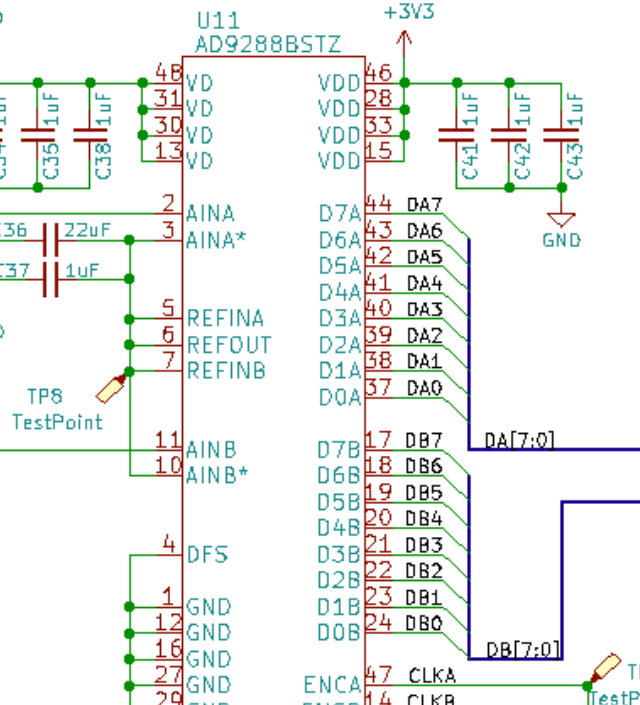 +3V3
U11
AD9288BSTZ
48 VD VDD 46
31 VD VDD 28
30 VD VDD 33
13 VD VDD 15
1uF
C35
1uF
C38
C41
1uF
C42
1uF
C43
1uF
GND
2 AINA D7A 44 DA7
3 AINA* D6A 43 DA6
D5A 42 DA5
D4A 41 DA4
5 REFINA D3A 40 DA3
6 REFOUT D2A 39 DA2
7 REFINB D1A 38 DA1
D0A 37 DA0
C36 22uF
C37 1uF
TP8
TestPoint
DA[7:0]
11 AINB D7B 17 DB7
10 AINB* D6B 18 DB6
D5B 19 DB5
D4B 20 DB4
4 DFS D3B 21 DB3
D2B 22 DB2
1 GND D1B 23 DB1
12 GND D0B 24 DB0
16 GND
DB[7:0]
27 GND ENCA 47 CLKA
29 GND 14 CLKB